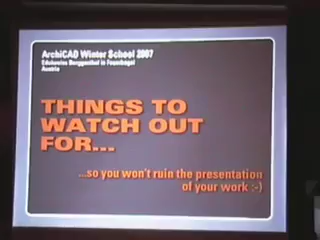 ArchiCAD Winter School 2007
Austria
THINGS TO
WATCH OUT
FOR...
...so you won't ruin the presentation
of your work :-)